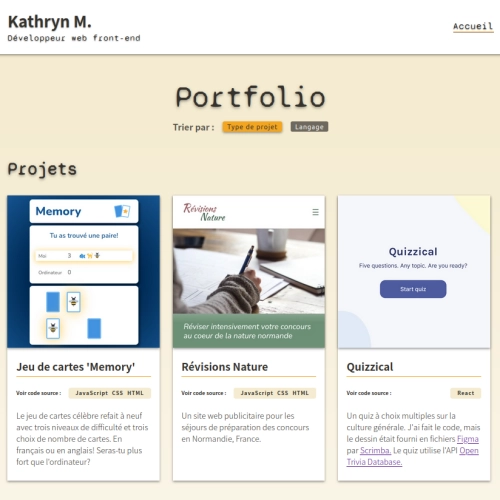 Kathryn M.
Développeur web front-end
Accueil
Portfolio
Trier par : Type de projet Langage
Projets
Memory
Tu as trouvé une paire!
Moi 3
Ordinateur 0
Jeu de cartes 'Memory'
Voir code source : JavaScript CSS HTML
Le jeu de cartes célèbre refait à neuf
avec trois niveaux de difficulté et trois
choix de nombre de cartes. En
français ou en anglais! Seras-tu plus
fort que l'ordinateur?
Révisions
Nature
Réviser intensivement votre concours
au coeur de la nature normande
Révisions Nature
Voir code source : JavaScript CSS HTML
Un site web publicitaire pour les
séjours de préparation des concours
en Normandie, France.
Quizzical
Five questions. Any topic. Are you ready?
Start quiz
Quizzical
Voir code source : React
Un quiz à choix multiples sur la
culture générale. J'ai fait le code, mais
le dessin était fourni en fichiers Figma
par Scrimba. Le quiz utilise l'API Open
Trivia Database.